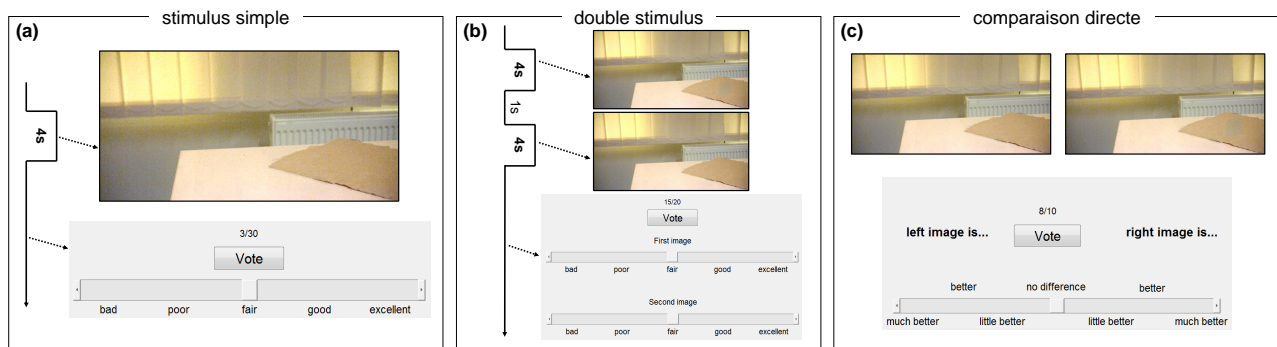 stimulus simple
(a)
4s
3/30
Vote
bad poor fair good excellent
double stimulus
(b)
4s
1s
4s
15/20
Vote
First image
bad poor fair good excellent
Second image
bad poor fair good excellent
comparaison directe
(c)
8/10
left image is... Vote right image is...
better no difference better
much better little better little better much better